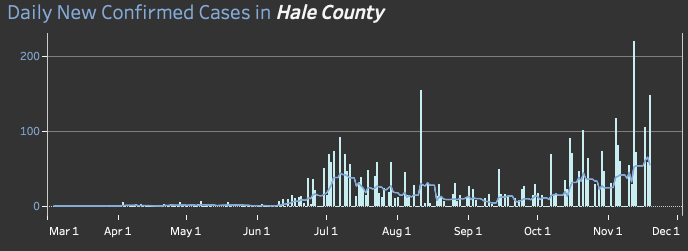 Daily New Confirmed Cases in Hale County
200
100
0
Mar 1 Apr 1 May 1 Jun 1 Jul 1 Aug 1 Sep 1 Oct 1 Nov 1 Dec 1